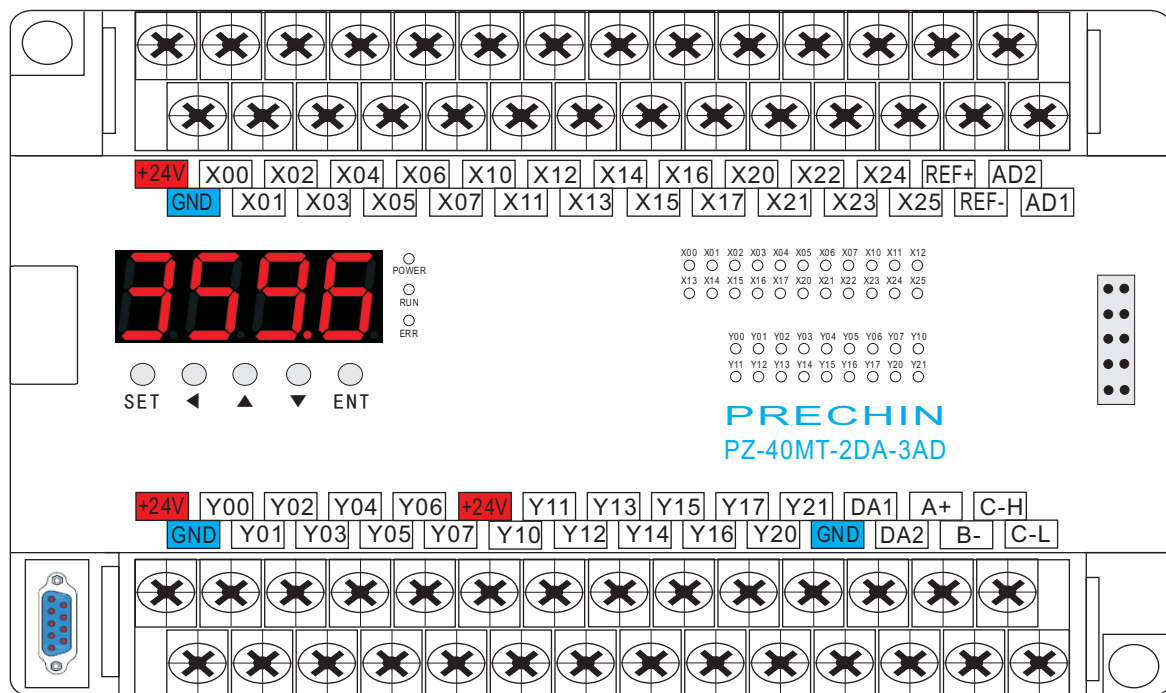 +24V X00 X02 X04 X06 X10 X12 X14 X16 X20 X22 X24 REF+ AD2
GND X01 X03 X05 X07 X11 X13 X15 X17 X21 X23 X25 REF- AD1
359.6
POWER
RUN
ERR
SET ◀ ▲ ▼ ENT
X00 X01 X02 X03 X04 X05 X06 X07 X10 X11 X12
X13 X14 X15 X16 X17 X20 X21 X22 X23 X24 X25
Y00 Y01 Y02 Y03 Y04 Y05 Y06 Y07 Y10
Y11 Y12 Y13 Y14 Y15 Y16 Y17 Y20 Y21
PRECHIN
PZ-40MT-2DA-3AD
+24V Y00 Y02 Y04 Y06 +24V Y11 Y13 Y15 Y17 Y21 DA1 A+ C-H
GND Y01 Y03 Y05 Y07 Y10 Y12 Y14 Y16 Y20 GND DA2 B- C-L